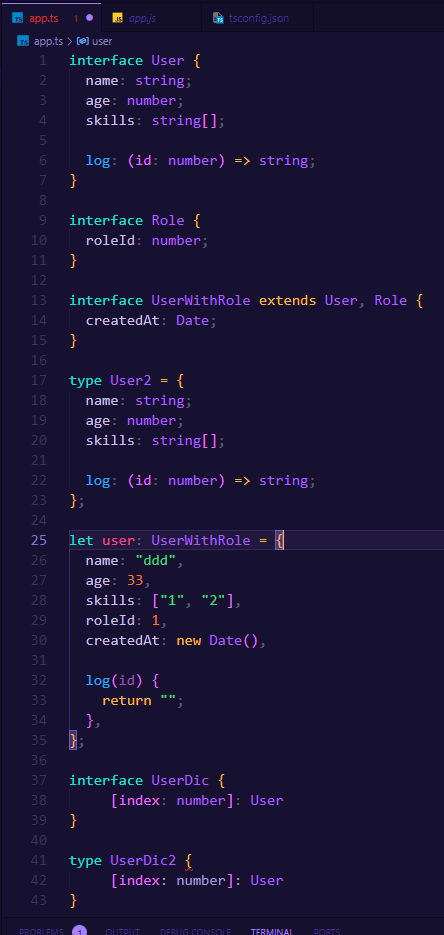 TS app.ts 1 JS app.js TS tsconfig.json
TS app.ts > user
1 interface User {
2 name: string;
3 age: number;
4 skills: string[];
5
6 log: (id: number) => string;
7 }
8
9 interface Role {
10 roleId: number;
11 }
12
13 interface UserWithRole extends User, Role {
14 createdAt: Date;
15 }
16
17 type User2 = {
18 name: string;
19 age: number;
20 skills: string[];
21
22 log: (id: number) => string;
23 };
24
25 let user: UserWithRole = {
26 name: "ddd",
27 age: 33,
28 skills: ["1", "2"],
29 roleId: 1,
30 createdAt: new Date(),
31
32 log(id) {
33 return "";
34 },
35 };
36
37 interface UserDic {
38 [index: number]: User
39 }
40
41 type UserDic2 {
42 [index: number]: User
43 }
PROBLEMS 1 OUTPUT DEBUG CONSOLE TERMINAL PORTS